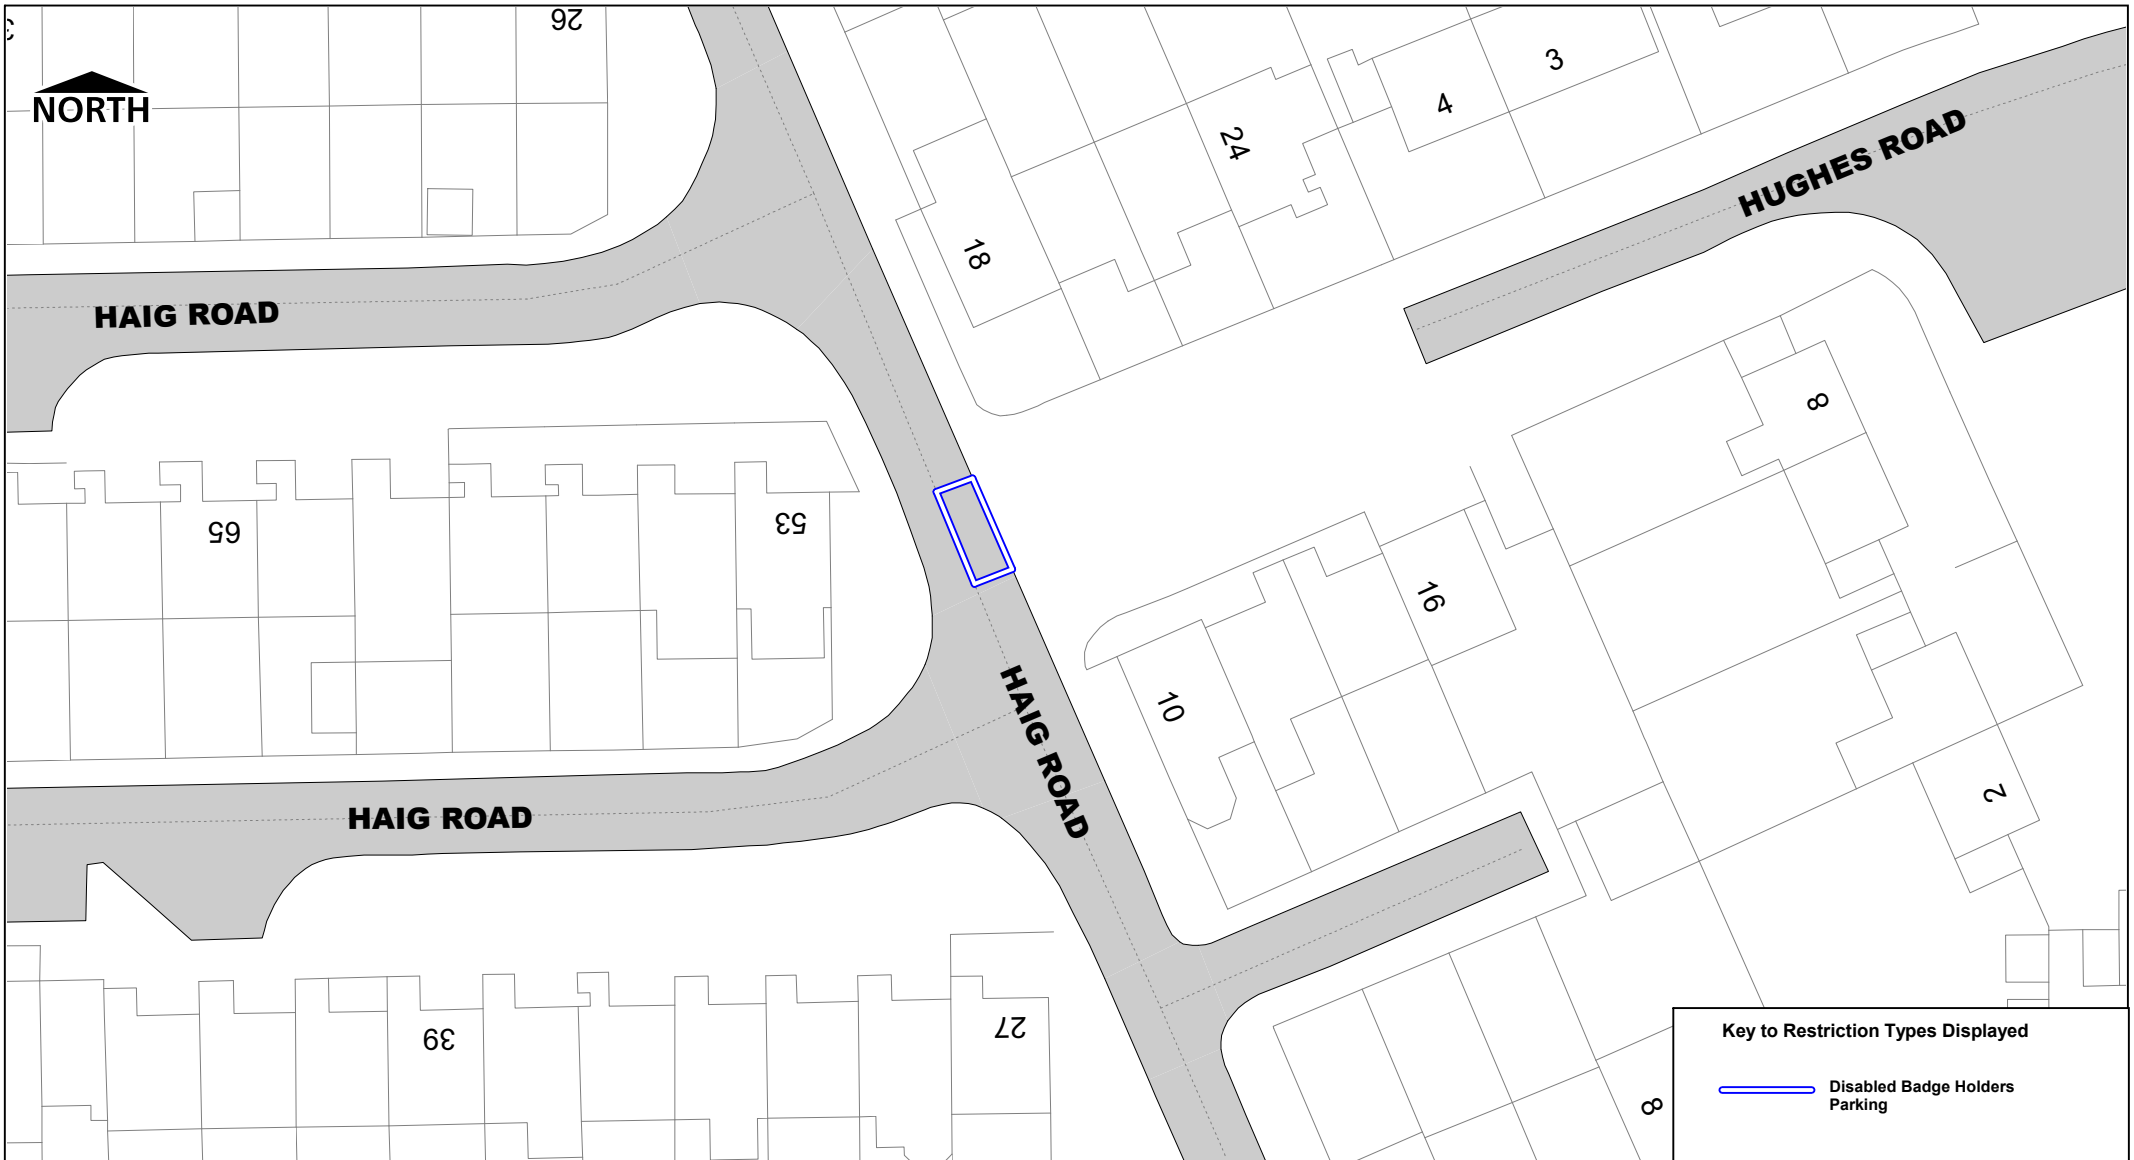 26
3
NORTH
4
24
HUGHES ROAD
18
HAIG ROAD
8
65
53
16
10
HAIG ROAD
HAIG ROAD
2
39
27
8
Key to Restriction Types Displayed
Disabled Badge Holders
Parking